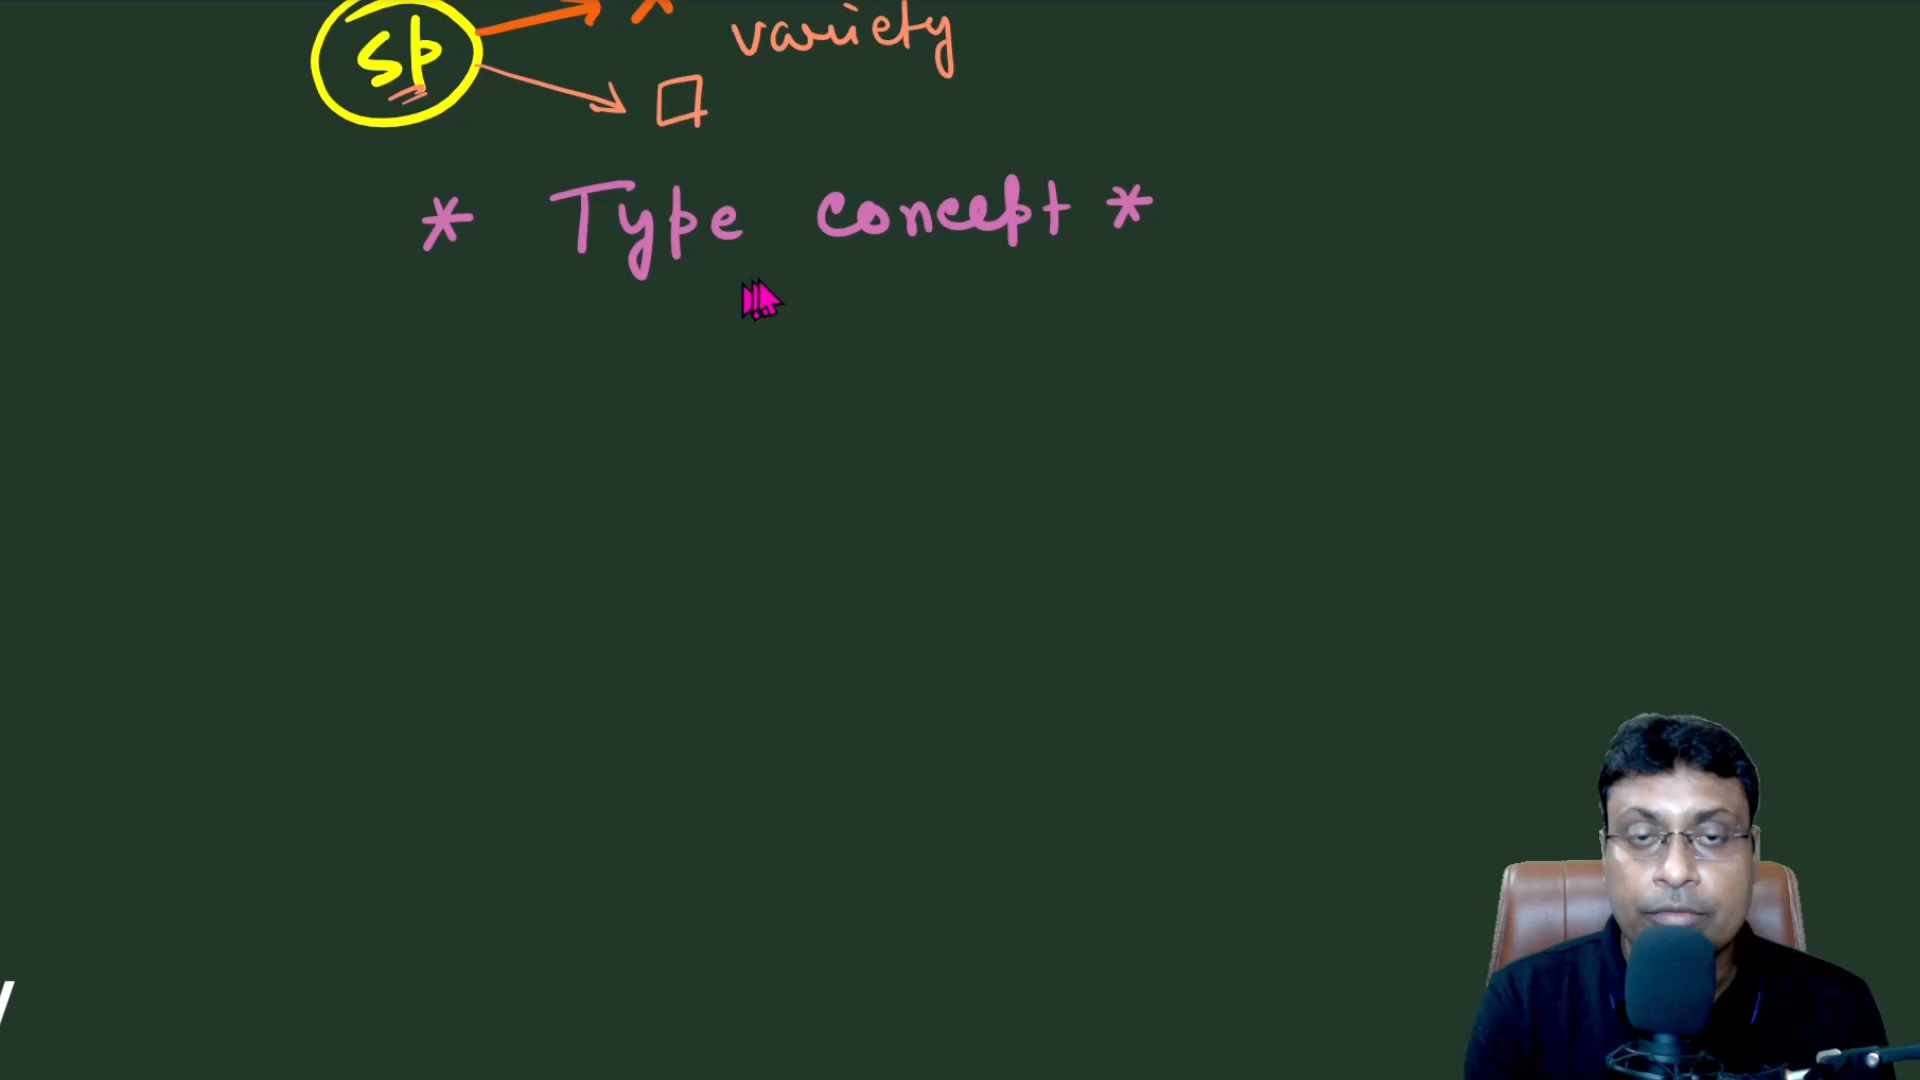 sp
variety
* Type concept *